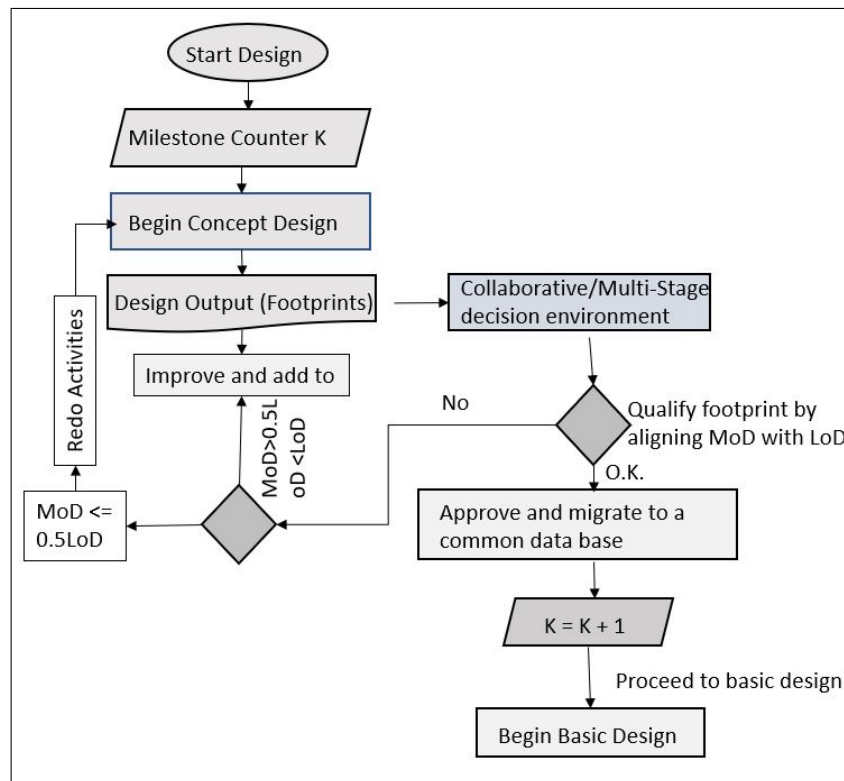 Start Design
Milestone Counter K
Begin Concept Design
Design Output (Footprints)
Collaborative/Multi-Stage
decision environment
Improve and add to
Redo Activities
No
Qualify footprint by
aligning MoD with LoD
MoD>0.5L
oD <LoD
O.K.
MoD <=
0.5LoD
Approve and migrate to a
common data base
K = K + 1
Proceed to basic design
Begin Basic Design